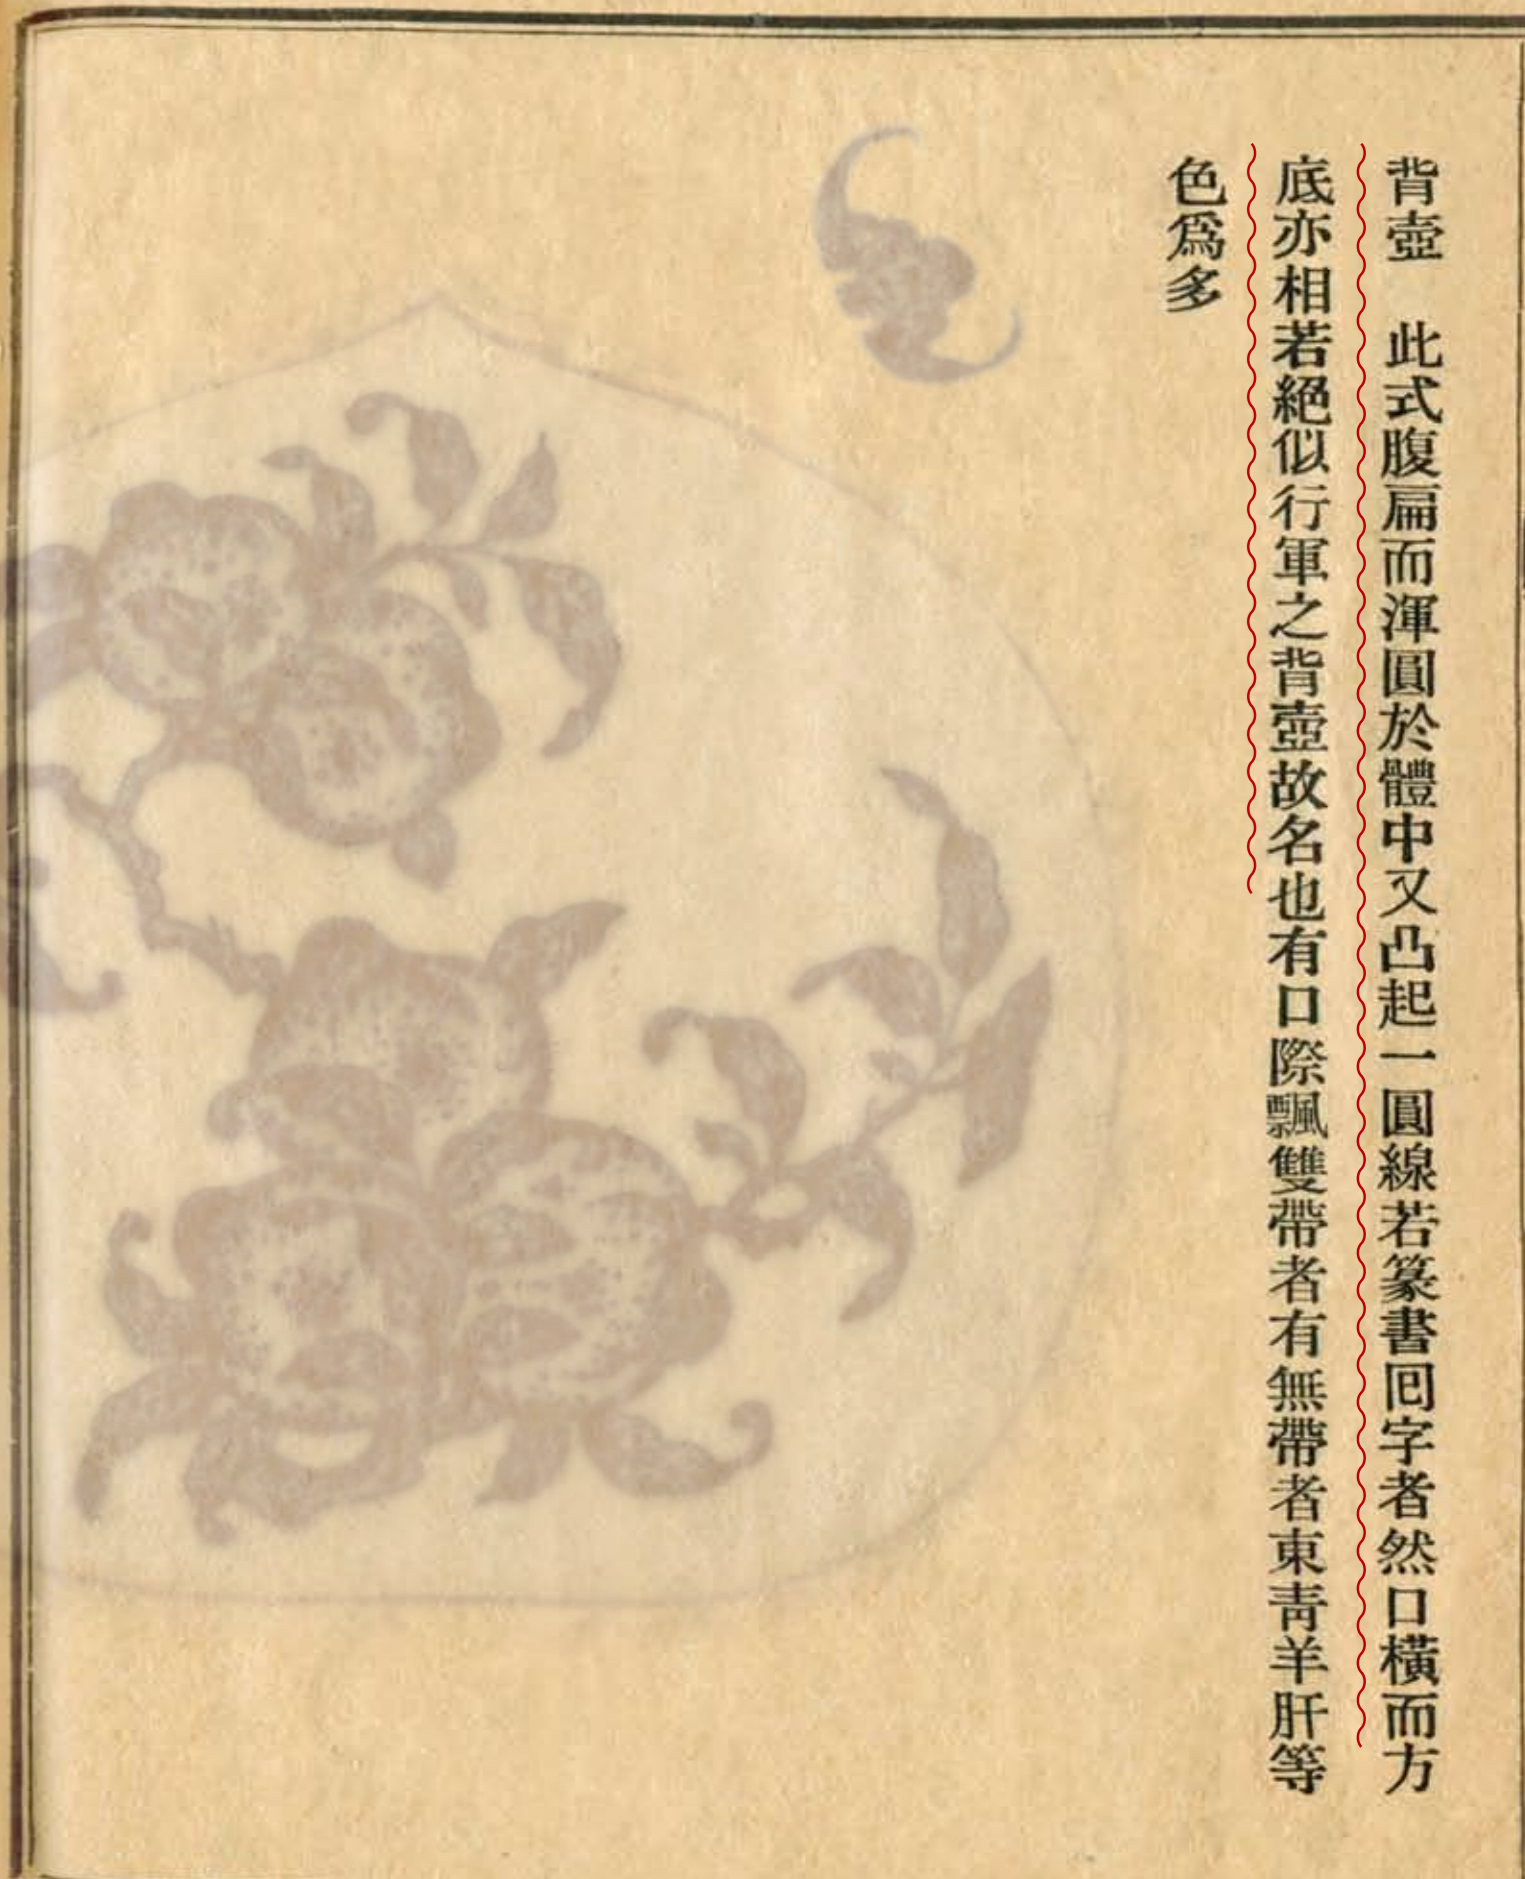 背壺　此式腹扁而渾圓於體中又凸起一圓線若篆書囘字者然口橫而方
底亦相若絕似行軍之背壺故名也有口際飄雙帶者有無帶者東靑羊肝等
色爲多